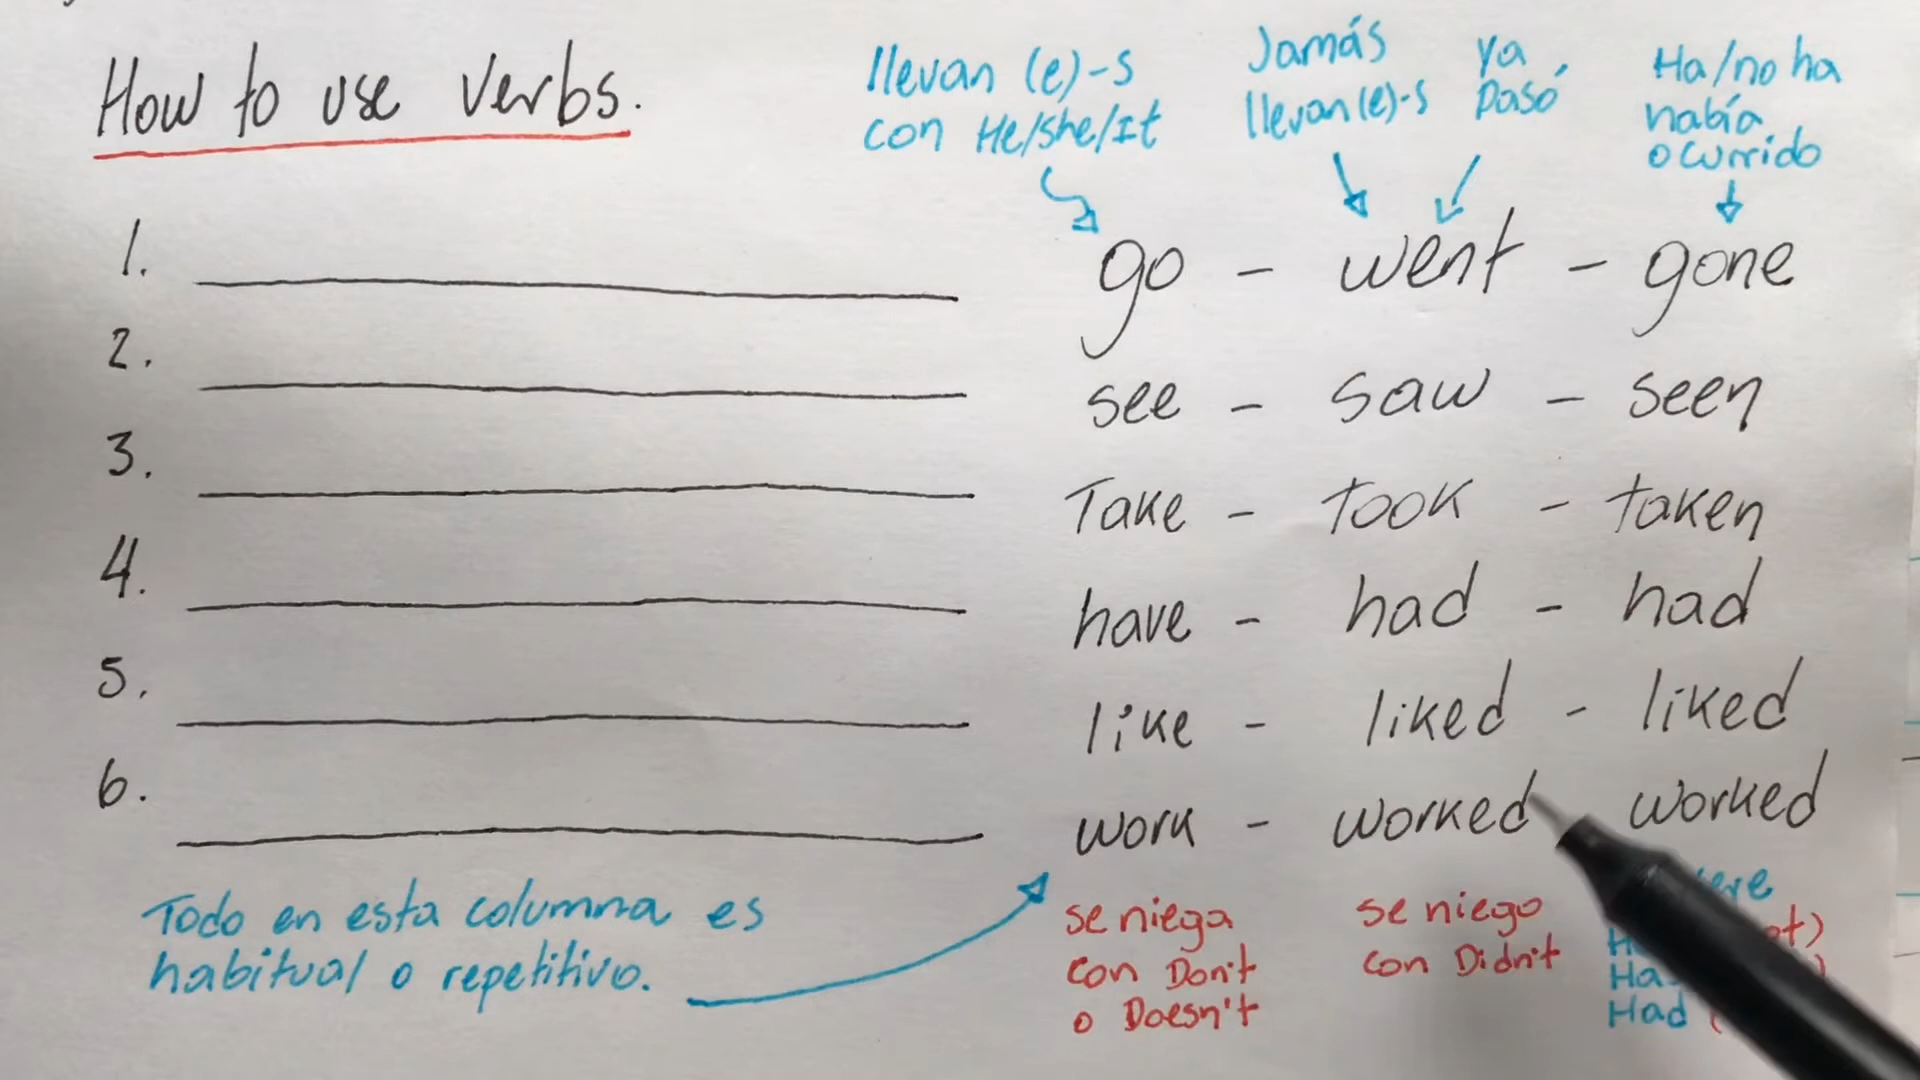 How to use verbs.
llevan (e)-s
con He/she/It
Jamás
llevan(e)-s
ya
pasó
Ha/no ha
había
ocurrido
1.
go - went - gone
2.
see - saw - seen
3.
Take - took - taken
4.
have - had - had
5.
like - liked - liked
6.
work - worked worked
Todo en esta columna es
habitual o repetitivo.
se niega
con Don't
o Doesn't
se niego
con Didn't
Had